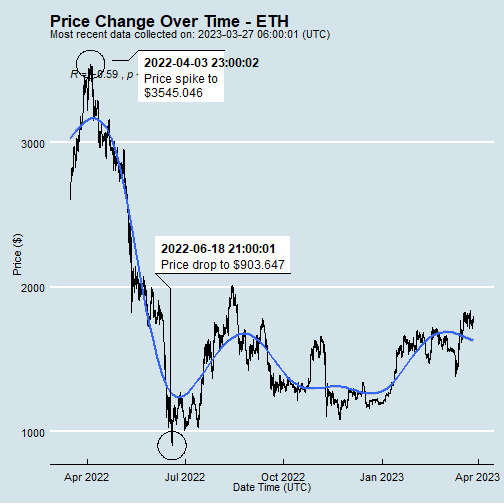 Price Change Over Time - ETH
Most recent data collected on: 2023-03-27 06:00:01 (UTC)
R = -0.59 , p
2022-04-03 23:00:02
Price spike to
$3545.046
3000
2022-06-18 21:00:01
Price drop to $903.647
Price ($)
2000
1000
Apr 2022
Jul 2022
Oct 2022
Jan 2023
Apr 2023
Date Time (UTC)